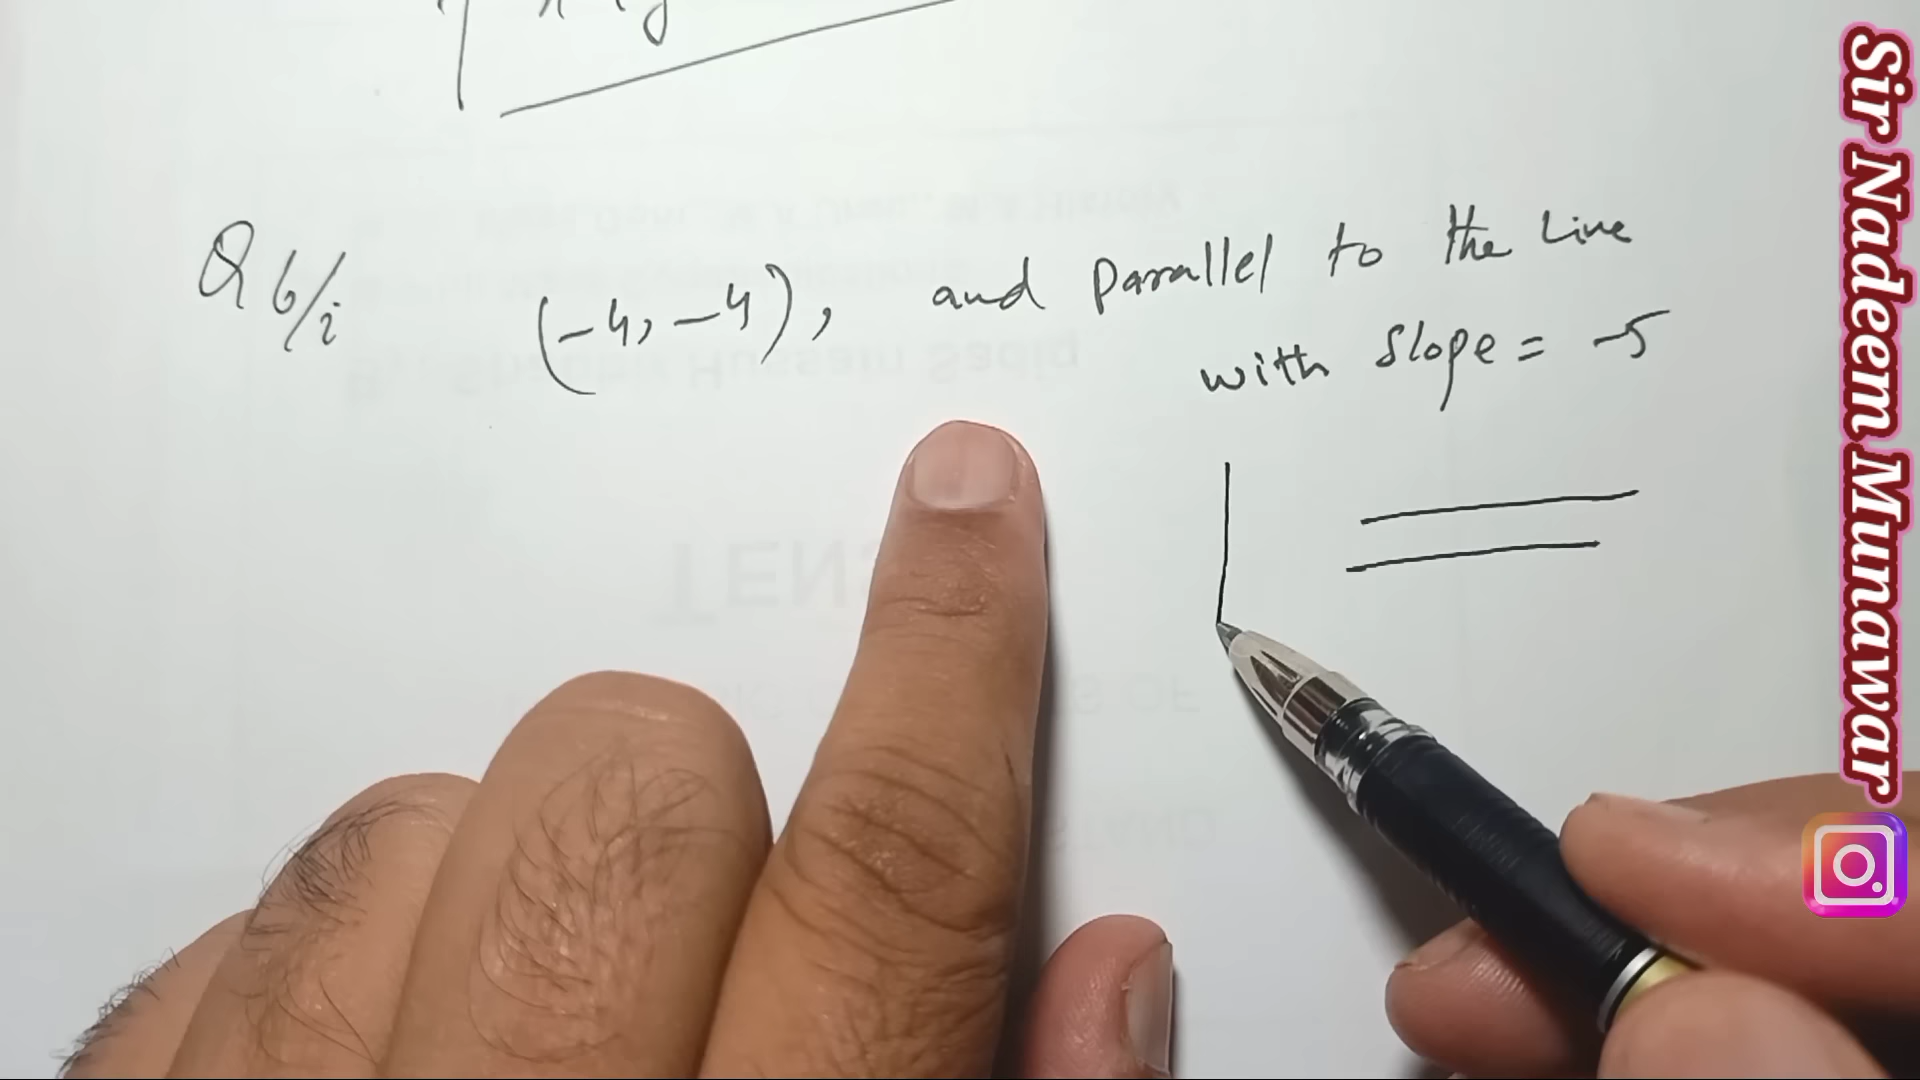 Q 6/i (-4, -4), and parallel to the Line
with Slope = -5
Sir Nadeem Munawar